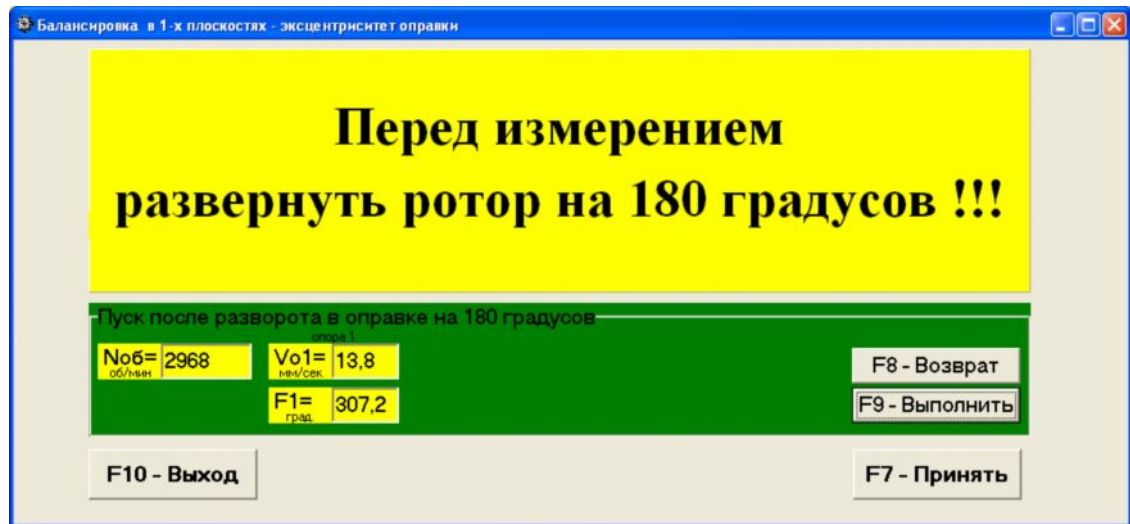 Балансировка в 1-х плоскостях - эксцентриситет оправки
Перед измерением
развернуть ротор на 180 градусов !!!
Пуск после разворота в оправке на 180 градусов
опора 1
Nоб= 2968 Vо1= 13,8
об/мин мм/сек
F8 - Возврат
F1= 307,2
град.
F9 - Выполнить
F10 - Выход F7 - Принять